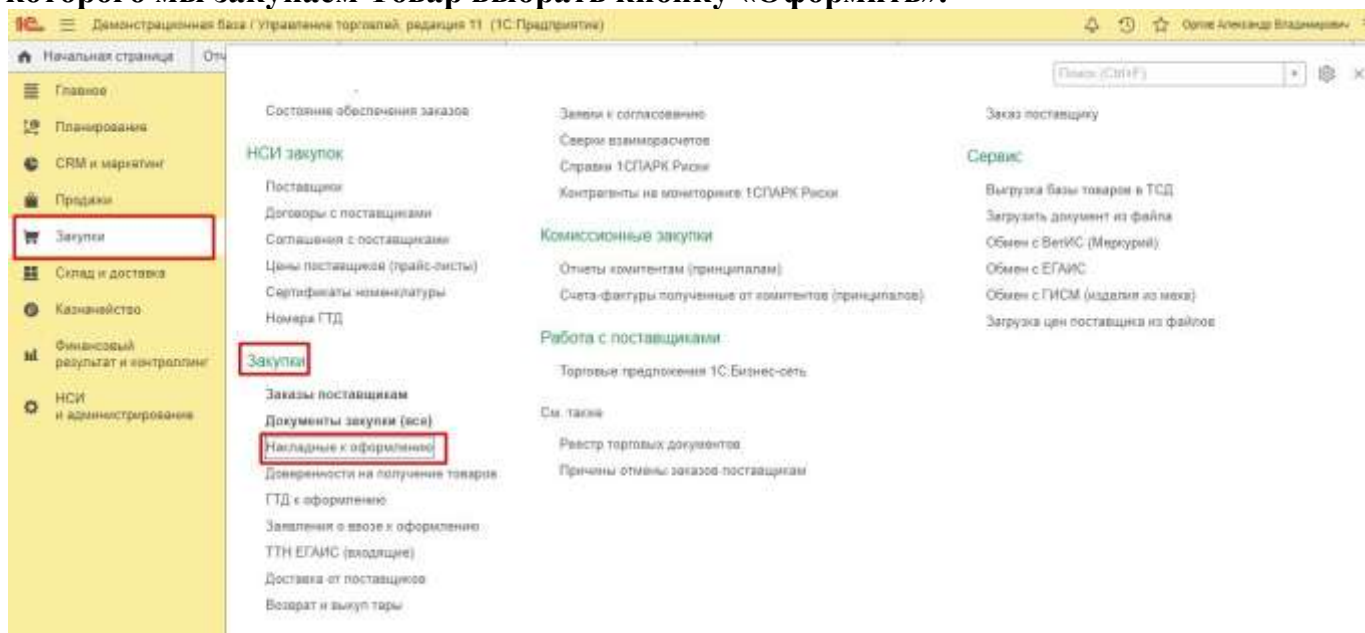 которого мы закупаем Товар выбрать кнопку «Оформить».
1С Демонстрационная база / Управление торговлей, редакция 11 (1С:Предприятие)
Орлов Александр Владимирович
Начальная страница
Отч
Поиск (Ctrl+F)
Главное
Планирование
CRM и маркетинг
Продажи
Закупки
Склад и доставка
Казначейство
Финансовый
результат и контроллинг
НСИ
и администрирование
Состояние обеспечения заказов
НСИ закупок
Поставщики
Договоры с поставщиками
Соглашения с поставщиками
Цены поставщиков (прайс-листы)
Сертификаты номенклатуры
Номера ГТД
Закупки
Заказы поставщикам
Документы закупки (все)
Накладные к оформлению
Доверенности на получение товаров
ГТД к оформлению
Заявления о ввозе к оформлению
ТТН ЕГАИС (входящие)
Доставка от поставщиков
Возврат и выкуп тары
Заявки к согласованию
Сверки взаиморасчетов
Справки 1СПАРК Риски
Контрагенты на мониторинге 1СПАРК Риски
Комиссионные закупки
Отчеты комитентам (принципалам)
Счета-фактуры полученные от комитентов (принципалов)
Работа с поставщиками
Торговые предложения 1С:Бизнес-сеть
См. также
Реестр торговых документов
Причины отмены заказов поставщикам
Заказ поставщику
Сервис
Выгрузка базы товаров в ТСД
Загрузить документ из файла
Обмен с ВетИС (Меркурий)
Обмен с ЕГАИС
Обмен с ГИСМ (изделия из меха)
Загрузка цен поставщика из файлов